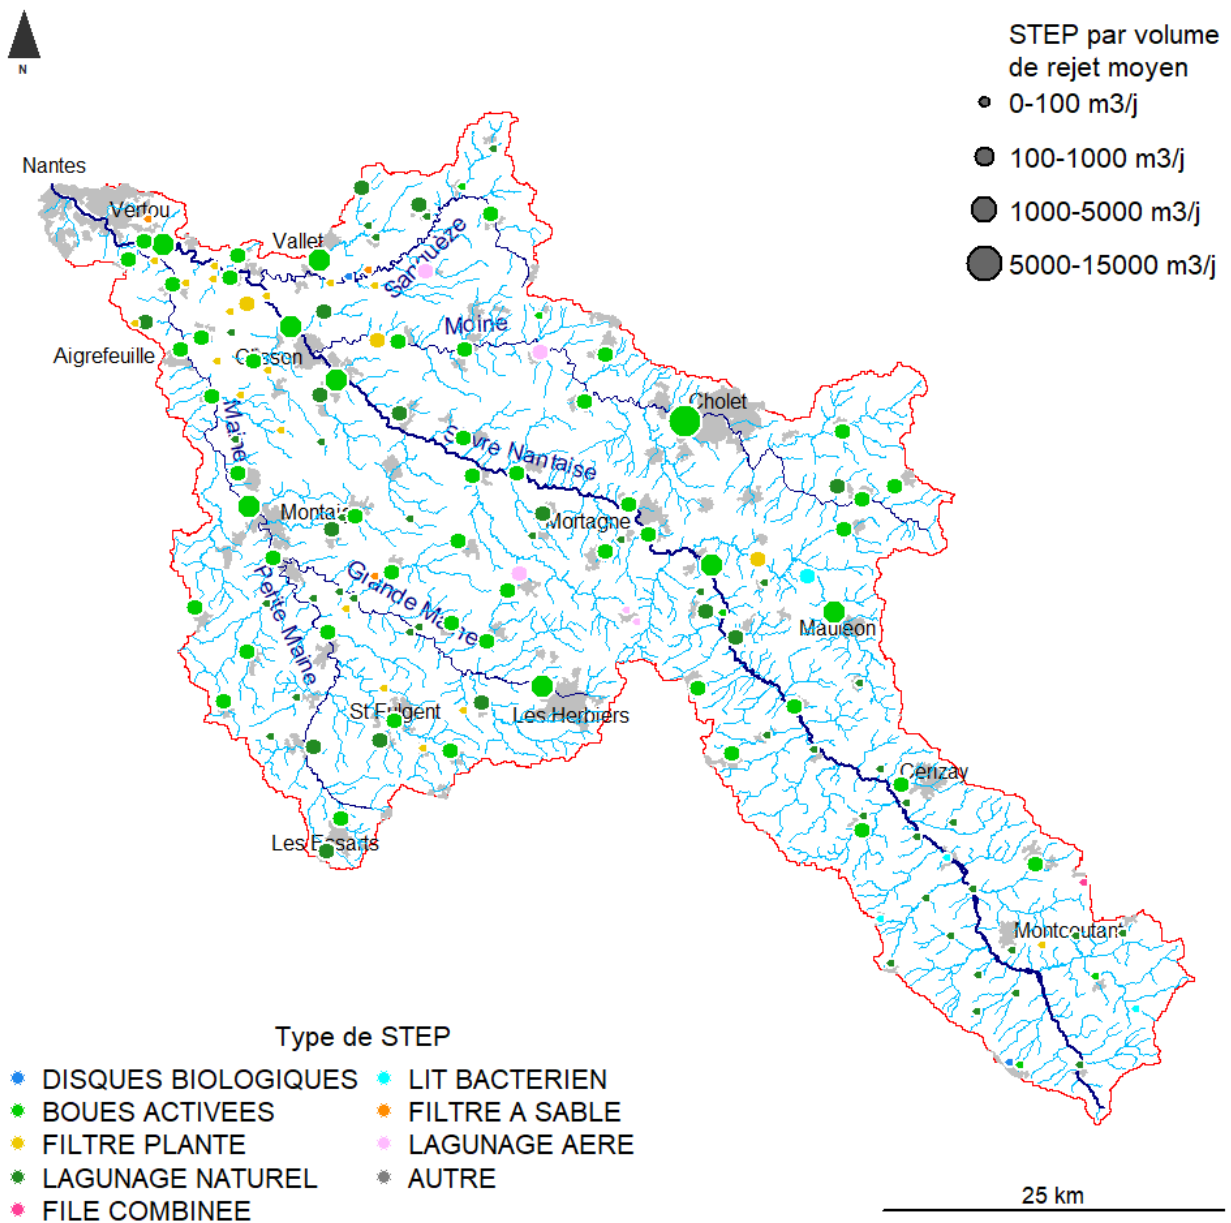 STEP par volume
de rejet moyen
0-100 m3/j
100-1000 m3/j
1000-5000 m3/j
5000-15000 m3/j
N
Nantes
Vertou
Vallet
Sanguèze
Moine
Aigrefeuille
Clisson
Cholet
Maine
Sèvre Nantaise
Montaigu
Mortagne
Grande Maine
Petite Maine
Mauléon
St Fulgent
Les Herbiers
Cerizay
Les Essarts
Montcoutant
Type de STEP
DISQUES BIOLOGIQUES
LIT BACTERIEN
BOUES ACTIVEES
FILTRE A SABLE
FILTRE PLANTE
LAGUNAGE AERE
LAGUNAGE NATUREL
AUTRE
FILE COMBINEE
25 km